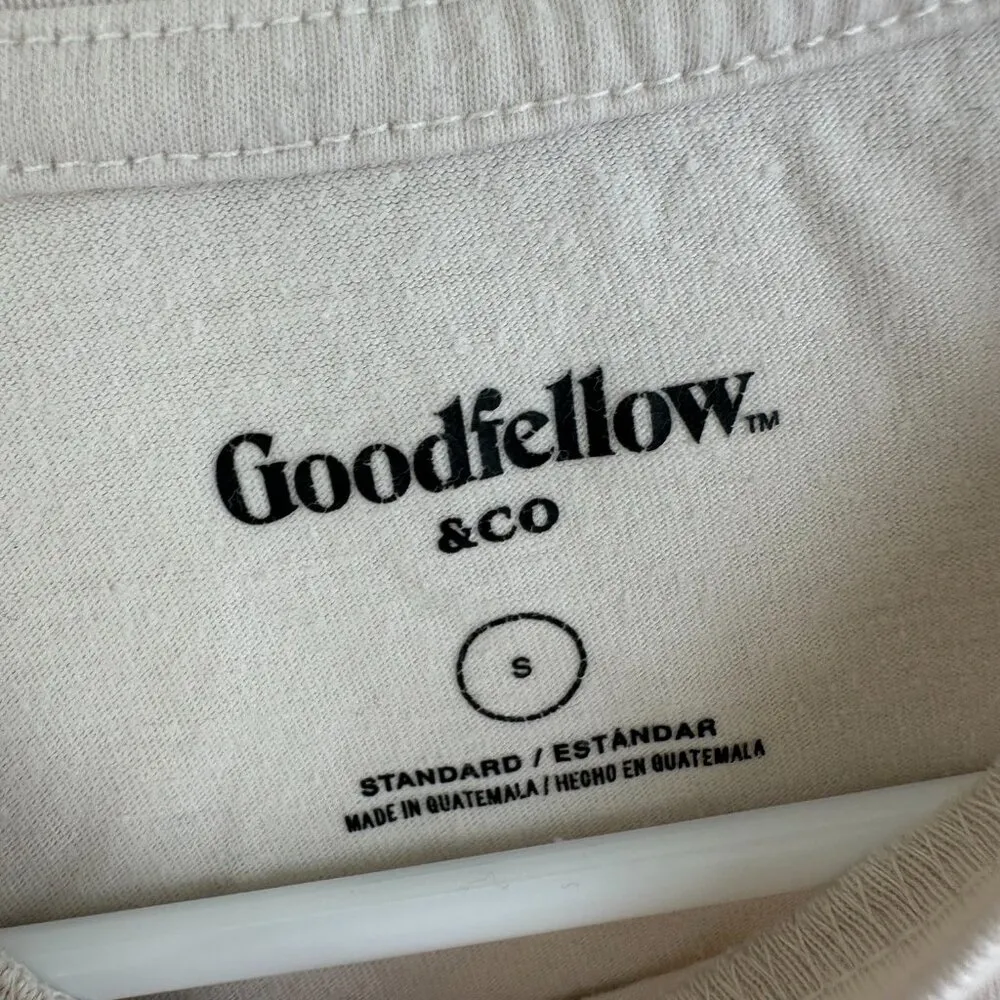 Goodfellow™
&CO
S
STANDARD / ESTÁNDAR
MADE IN GUATEMALA / HECHO EN GUATEMALA